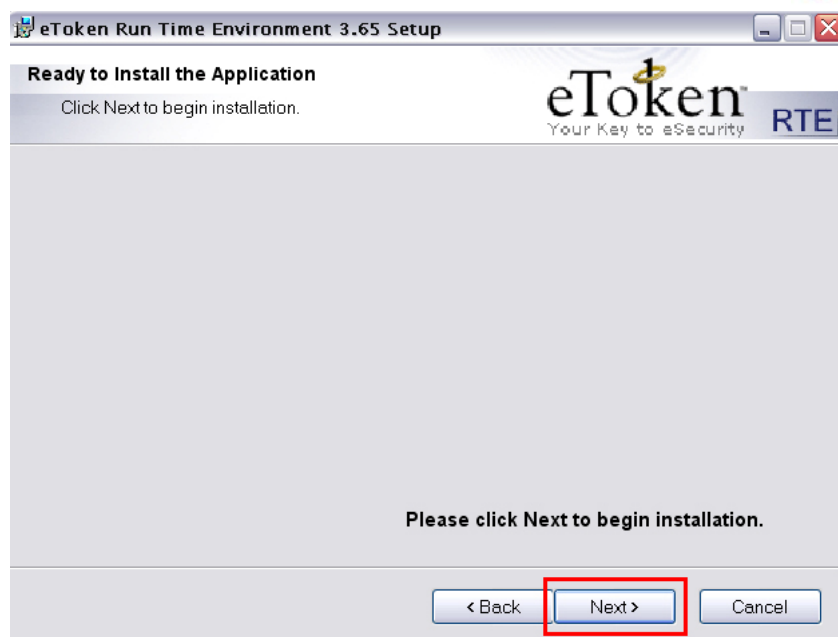 eToken Run Time Environment 3.65 Setup
Ready to Install the Application
Click Next to begin installation.
eToken
Your Key to eSecurity
RTE
Please click Next to begin installation.
< Back
Next >
Cancel